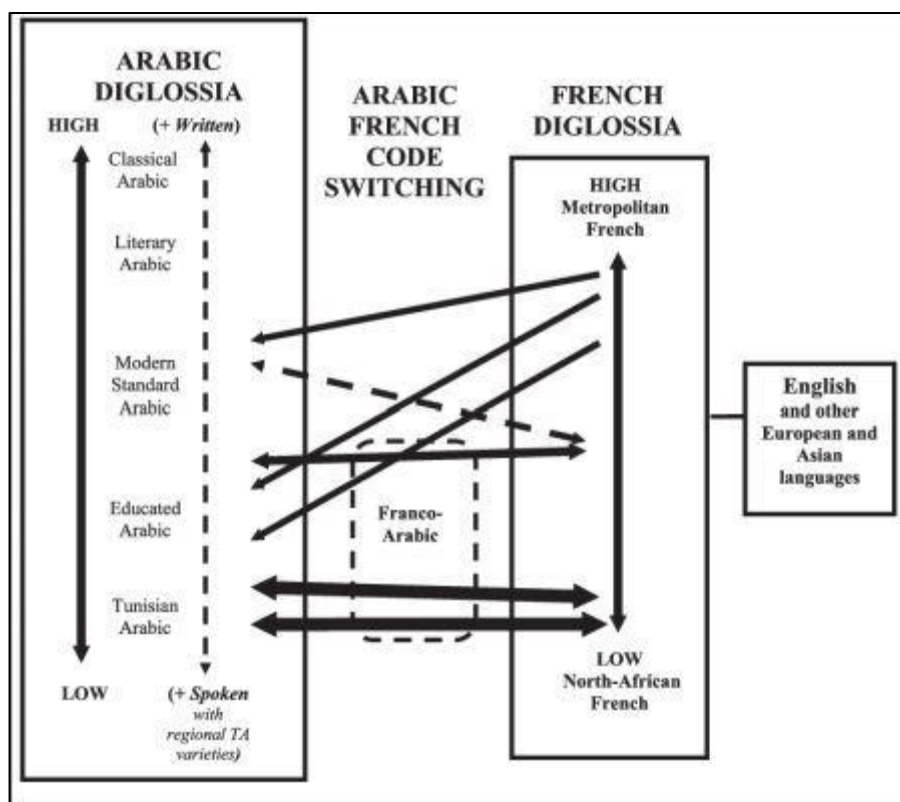 ARABIC
DIGLOSSIA
HIGH (+ Written)
Classical
Arabic
Literary
Arabic
Modern
Standard
Arabic
Educated
Arabic
Tunisian
Arabic
LOW (+ Spoken
with
regional TA
varieties)
ARABIC
FRENCH
CODE
SWITCHING
Franco-
Arabic
FRENCH
DIGLOSSIA
HIGH
Metropolitan
French
LOW
North-African
French
English
and other
European and
Asian
languages